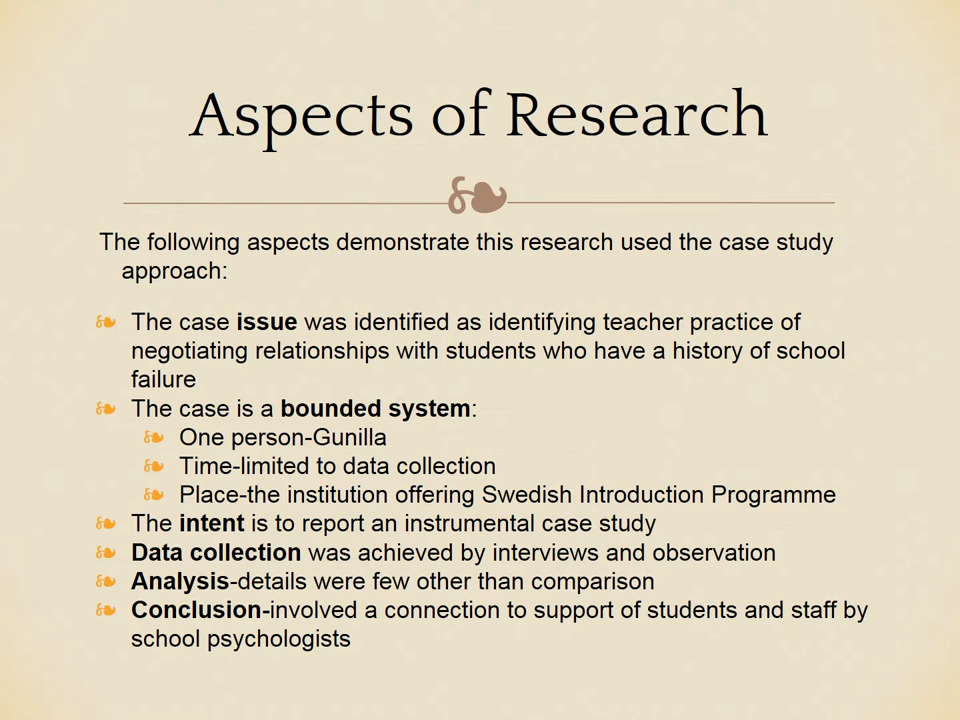 Aspects of Research
The following aspects demonstrate this research used the case study
approach:
The case issue was identified as identifying teacher practice of
negotiating relationships with students who have a history of school
failure
The case is a bounded system:
One person-Gunilla
Time-limited to data collection
Place-the institution offering Swedish Introduction Programme
The intent is to report an instrumental case study
Data collection was achieved by interviews and observation
Analysis-details were few other than comparison
Conclusion-involved a connection to support of students and staff by
school psychologists